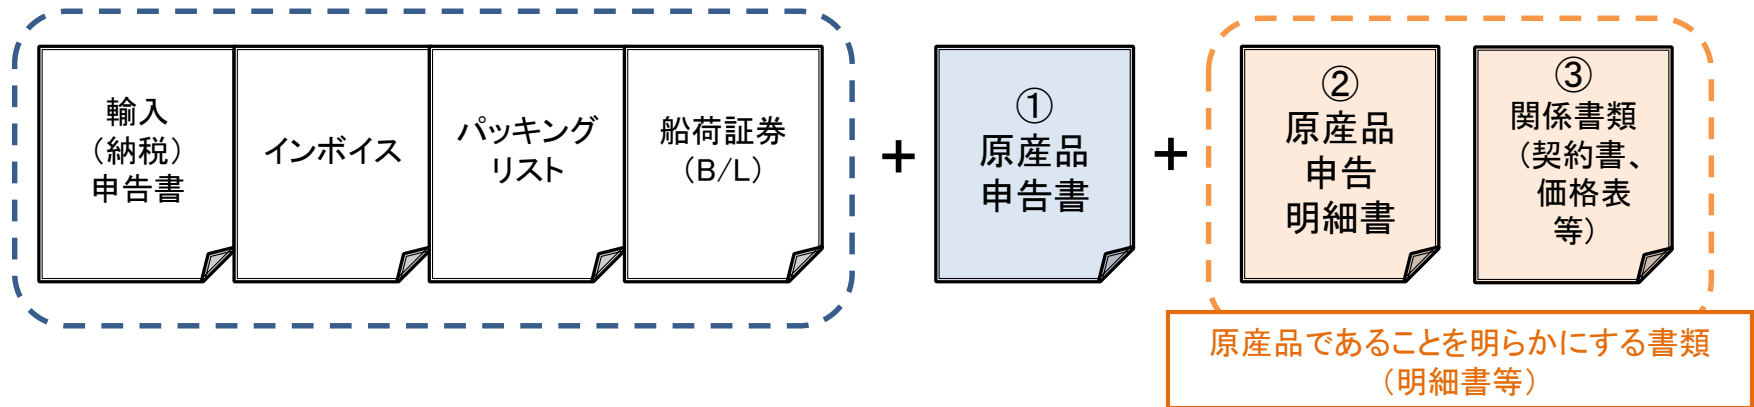 輸入
（納税）
申告書
インボイス
パッキング
リスト
船荷証券
（B/L）
+
①
原産品
申告書
+
②
原産品
申告
明細書
③
関係書類
（契約書、
価格表
等）
原産品であることを明らかにする書類
（明細書等）